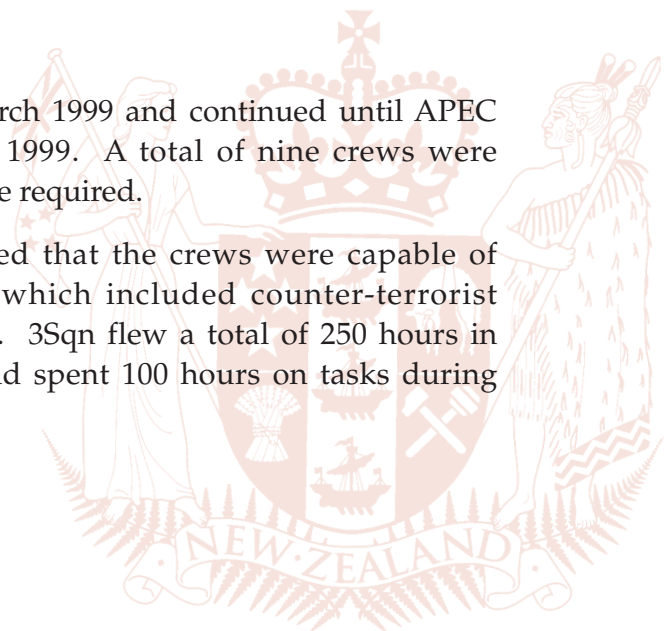 rch 1999 and continued until APEC
1999. A total of nine crews were
e required.
ed that the crews were capable of
which included counter-terrorist
. 3Sqn flew a total of 250 hours in
d spent 100 hours on tasks during
NEW·ZEALAND